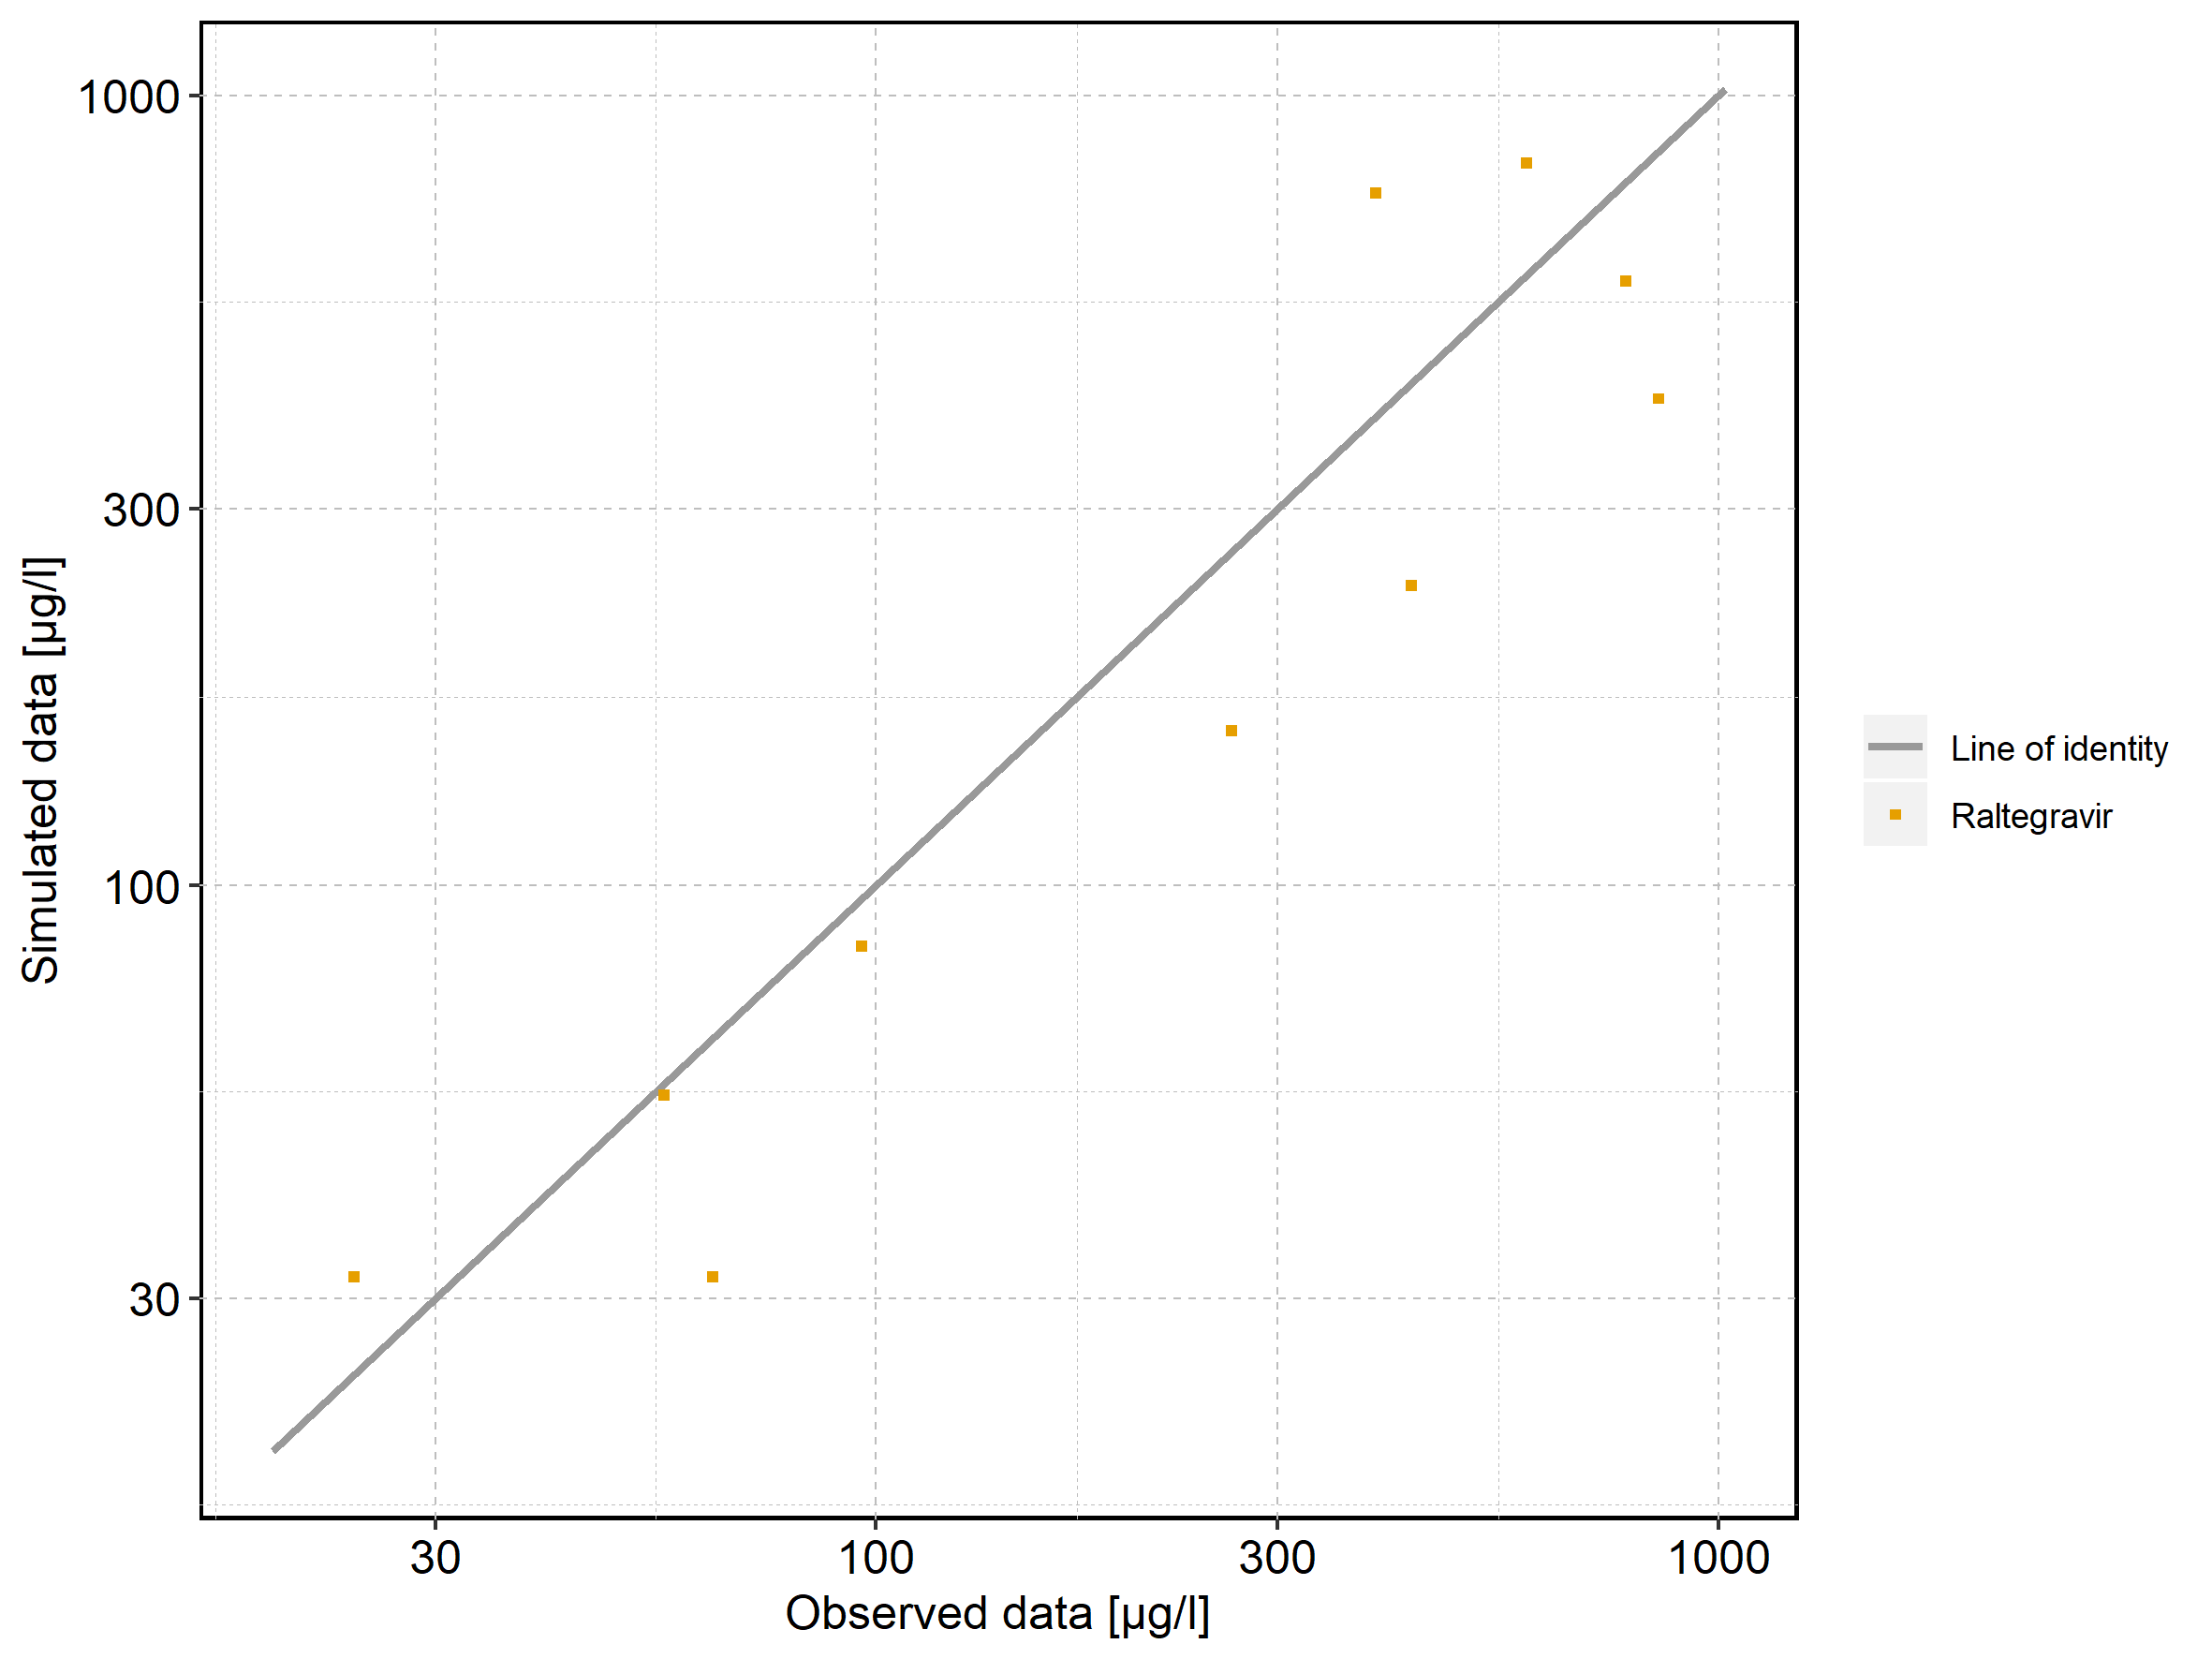 1000
300
100
30
Simulated data [µg/l]
30 100 300 1000
Observed data [µg/l]
Line of identity
Raltegravir